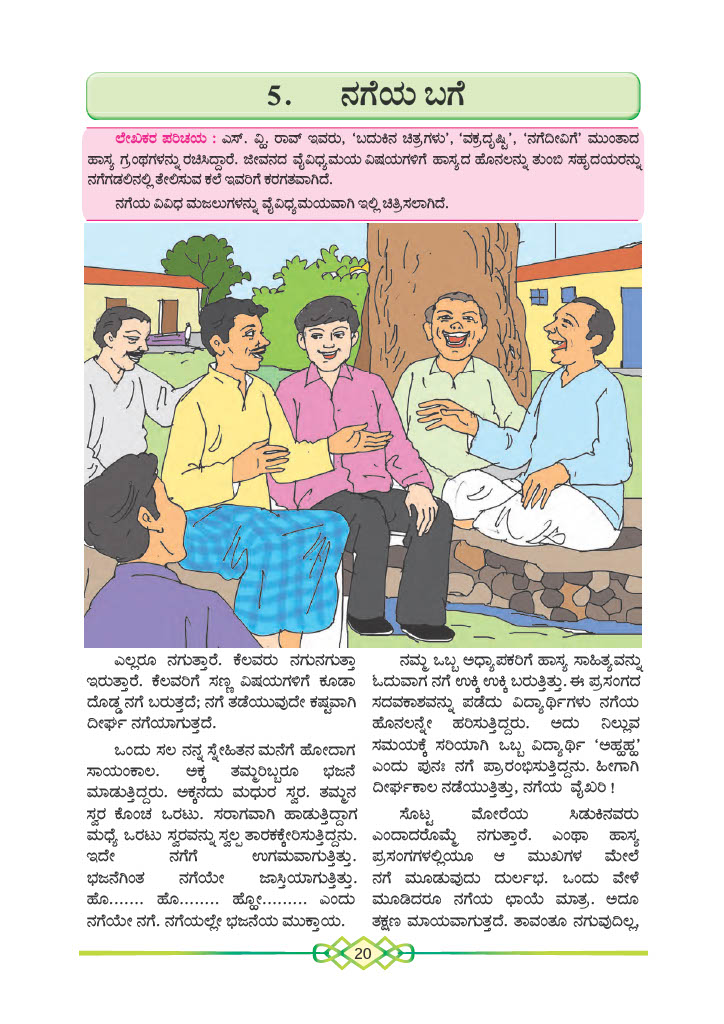 5. ನಗೆಯ ಬಗೆ
ಲೇಖಕರ ಪರಿಚಯ : ಎಸ್. ವ್ಹಿ. ರಾವ್ ಇವರು, ‘ಬದುಕಿನ ಚಿತ್ರಗಳು’, ‘ವಕ್ರದೃಷ್ಟಿ’, ‘ನಗೆದೀವಿಗೆ’ ಮುಂತಾದ
ಹಾಸ್ಯ ಗ್ರಂಥಗಳನ್ನು ರಚಿಸಿದ್ದಾರೆ. ಜೀವನದ ವೈವಿಧ್ಯಮಯ ವಿಷಯಗಳಿಗೆ ಹಾಸ್ಯದ ಹೊನಲನ್ನು ತುಂಬಿ ಸಹೃದಯರನ್ನು
ನಗೆಗಡಲಿನಲ್ಲಿ ತೇಲಿಸುವ ಕಲೆ ಇವರಿಗೆ ಕರಗತವಾಗಿದೆ.
ನಗೆಯ ವಿವಿಧ ಮಜಲುಗಳನ್ನು ವೈವಿಧ್ಯಮಯವಾಗಿ ಇಲ್ಲಿ ಚಿತ್ರಿಸಲಾಗಿದೆ.
ಎಲ್ಲರೂ ನಗುತ್ತಾರೆ. ಕೆಲವರು ನಗುನಗುತ್ತಾ
ಇರುತ್ತಾರೆ. ಕೆಲವರಿಗೆ ಸಣ್ಣ ವಿಷಯಗಳಿಗೆ ಕೂಡಾ
ದೊಡ್ಡ ನಗೆ ಬರುತ್ತದೆ; ನಗೆ ತಡೆಯುವುದೇ ಕಷ್ಟವಾಗಿ
ದೀರ್ಘ ನಗೆಯಾಗುತ್ತದೆ.
ಒಂದು ಸಲ ನನ್ನ ಸ್ನೇಹಿತನ ಮನೆಗೆ ಹೋದಾಗ
ಸಾಯಂಕಾಲ. ಅಕ್ಕ ತಮ್ಮರಿಬ್ಬರೂ ಭಜನೆ
ಮಾಡುತ್ತಿದ್ದರು. ಅಕ್ಕನದು ಮಧುರ ಸ್ವರ. ತಮ್ಮನ
ಸ್ವರ ಕೊಂಚ ಒರಟು. ಸರಾಗವಾಗಿ ಹಾಡುತ್ತಿದ್ದಾಗ
ಮಧ್ಯೆ ಒರಟು ಸ್ವರವನ್ನು ಸ್ವಲ್ಪ ತಾರಕಕ್ಕೇರಿಸುತ್ತಿದ್ದನು.
ಇದೇ ನಗೆಗೆ ಉಗಮವಾಗುತ್ತಿತ್ತು.
ಭಜನೆಗಿಂತ ನಗೆಯೇ ಜಾಸ್ತಿಯಾಗುತ್ತಿತ್ತು.
ಹೊ....... ಹೊ........ ಹ್ಹೋ......... ಎಂದು
ನಗೆಯೇ ನಗೆ. ನಗೆಯಲ್ಲೇ ಭಜನೆಯ ಮುಕ್ತಾಯ.
ನಮ್ಮ ಒಬ್ಬ ಅಧ್ಯಾಪಕರಿಗೆ ಹಾಸ್ಯ ಸಾಹಿತ್ಯವನ್ನು
ಓದುವಾಗ ನಗೆ ಉಕ್ಕಿ ಉಕ್ಕಿ ಬರುತ್ತಿತ್ತು. ಈ ಪ್ರಸಂಗದ
ಸದವಕಾಶವನ್ನು ಪಡೆದು ವಿದ್ಯಾರ್ಥಿಗಳು ನಗೆಯ
ಹೊನಲನ್ನೇ ಹರಿಸುತ್ತಿದ್ದರು. ಅದು ನಿಲ್ಲುವ
ಸಮಯಕ್ಕೆ ಸರಿಯಾಗಿ ಒಬ್ಬ ವಿದ್ಯಾರ್ಥಿ ‘ಅಹ್ಹಹ್ಹ’
ಎಂದು ಪುನಃ ನಗೆ ಪ್ರಾರಂಭಿಸುತ್ತಿದ್ದನು. ಹೀಗಾಗಿ
ದೀರ್ಘಕಾಲ ನಡೆಯುತ್ತಿತ್ತು, ನಗೆಯ ವೈಖರಿ !
ಸೊಟ್ಟ ಮೋರೆಯ ಸಿಡುಕಿನವರು
ಎಂದಾದರೊಮ್ಮೆ ನಗುತ್ತಾರೆ. ಎಂಥಾ ಹಾಸ್ಯ
ಪ್ರಸಂಗಗಳಲ್ಲಿಯೂ ಆ ಮುಖಗಳ ಮೇಲೆ
ನಗೆ ಮೂಡುವುದು ದುರ್ಲಭ. ಒಂದು ವೇಳೆ
ಮೂಡಿದರೂ ನಗೆಯ ಛಾಯೆ ಮಾತ್ರ. ಅದೂ
ತಕ್ಷಣ ಮಾಯವಾಗುತ್ತದೆ. ತಾವಂತೂ ನಗುವುದಿಲ್ಲ,
20